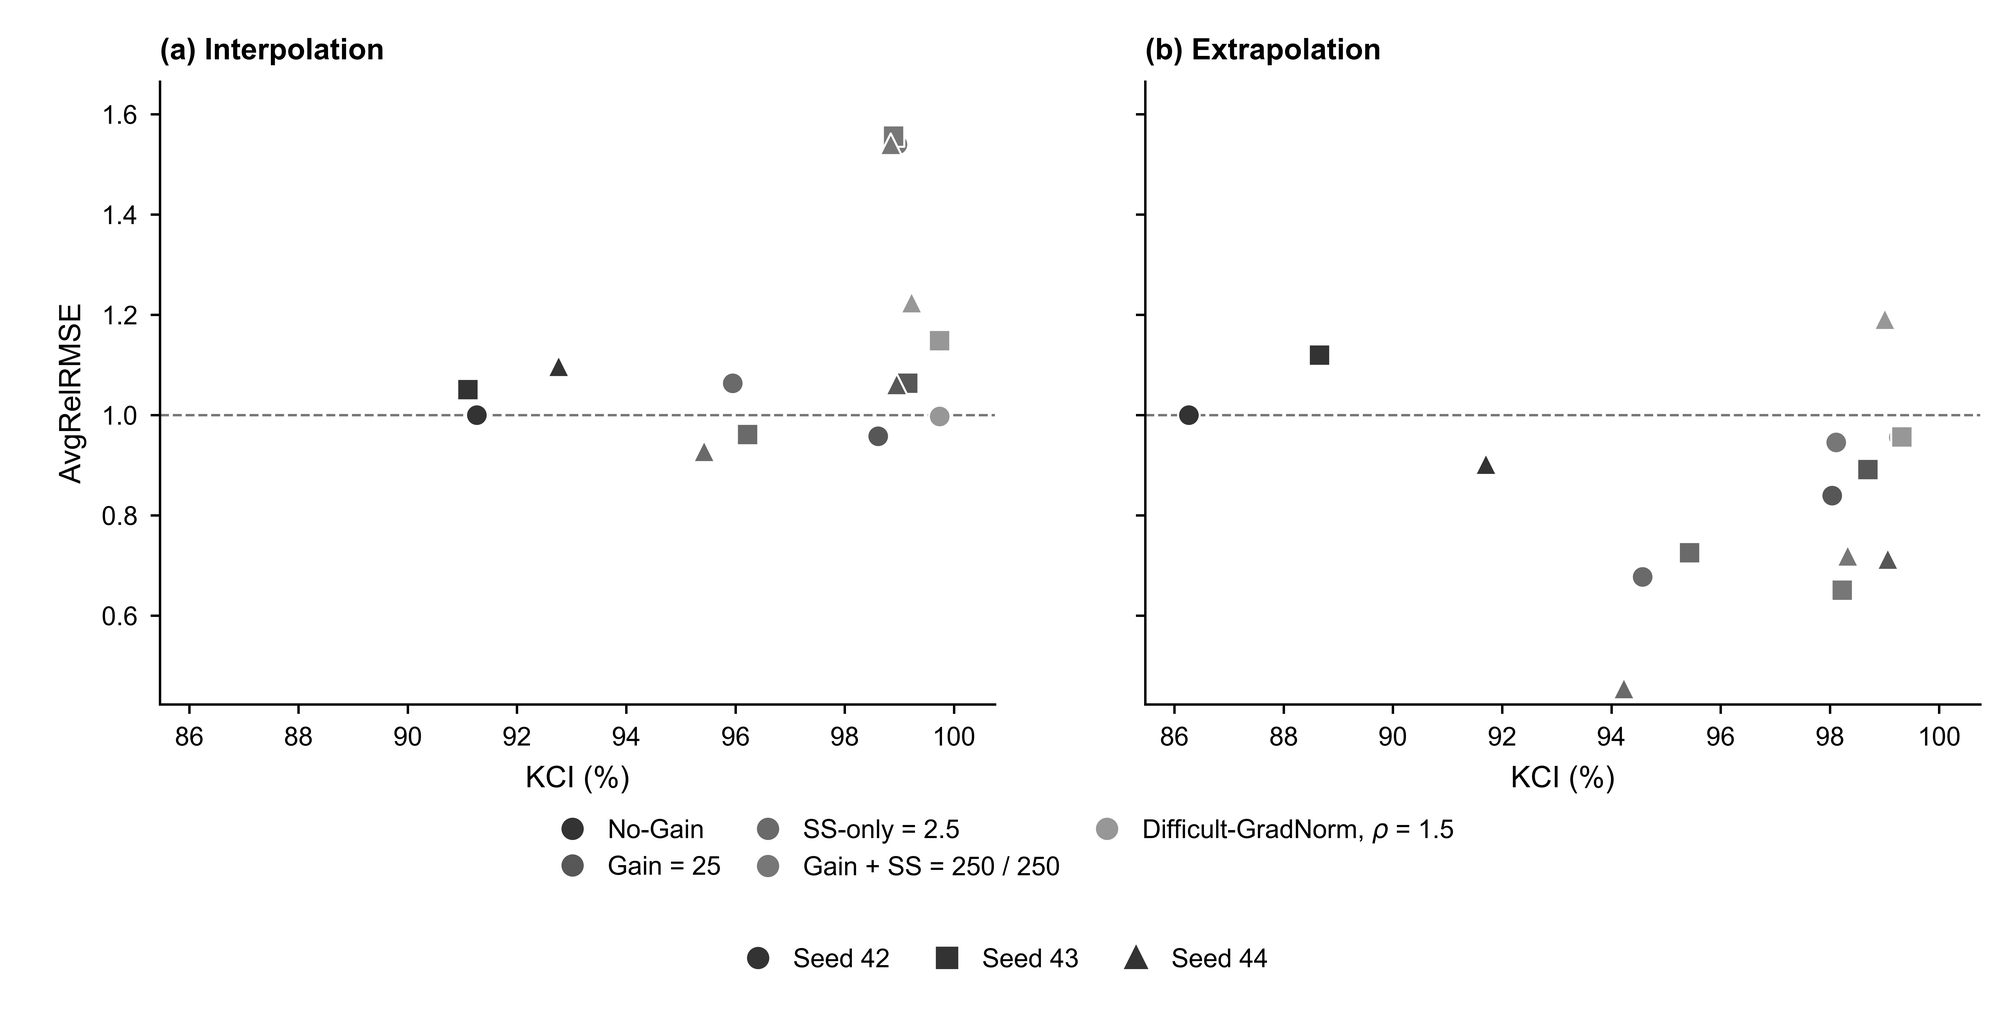 (a) Interpolation
(b) Extrapolation
AvgRelRMSE
1.6
1.4
1.2
1.0
0.8
0.6
86 88 90 92 94 96 98 100
86 88 90 92 94 96 98 100
KCI (%)
KCI (%)
No-Gain
SS-only = 2.5
Difficult-GradNorm, ρ = 1.5
Gain = 25
Gain + SS = 250 / 250
Seed 42
Seed 43
Seed 44